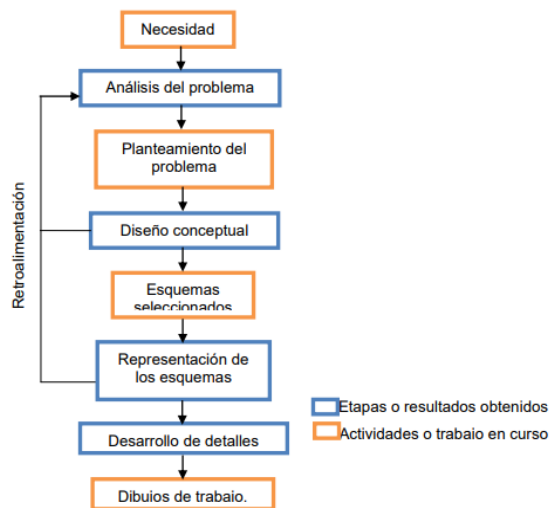 Necesidad
Análisis del problema
Planteamiento del
problema
Diseño conceptual
Esquemas
seleccionados
Representación de
los esquemas
Desarrollo de detalles
Dibujos de trabajo.
Retroalimentación
Etapas o resultados obtenidos
Actividades o trabajo en curso